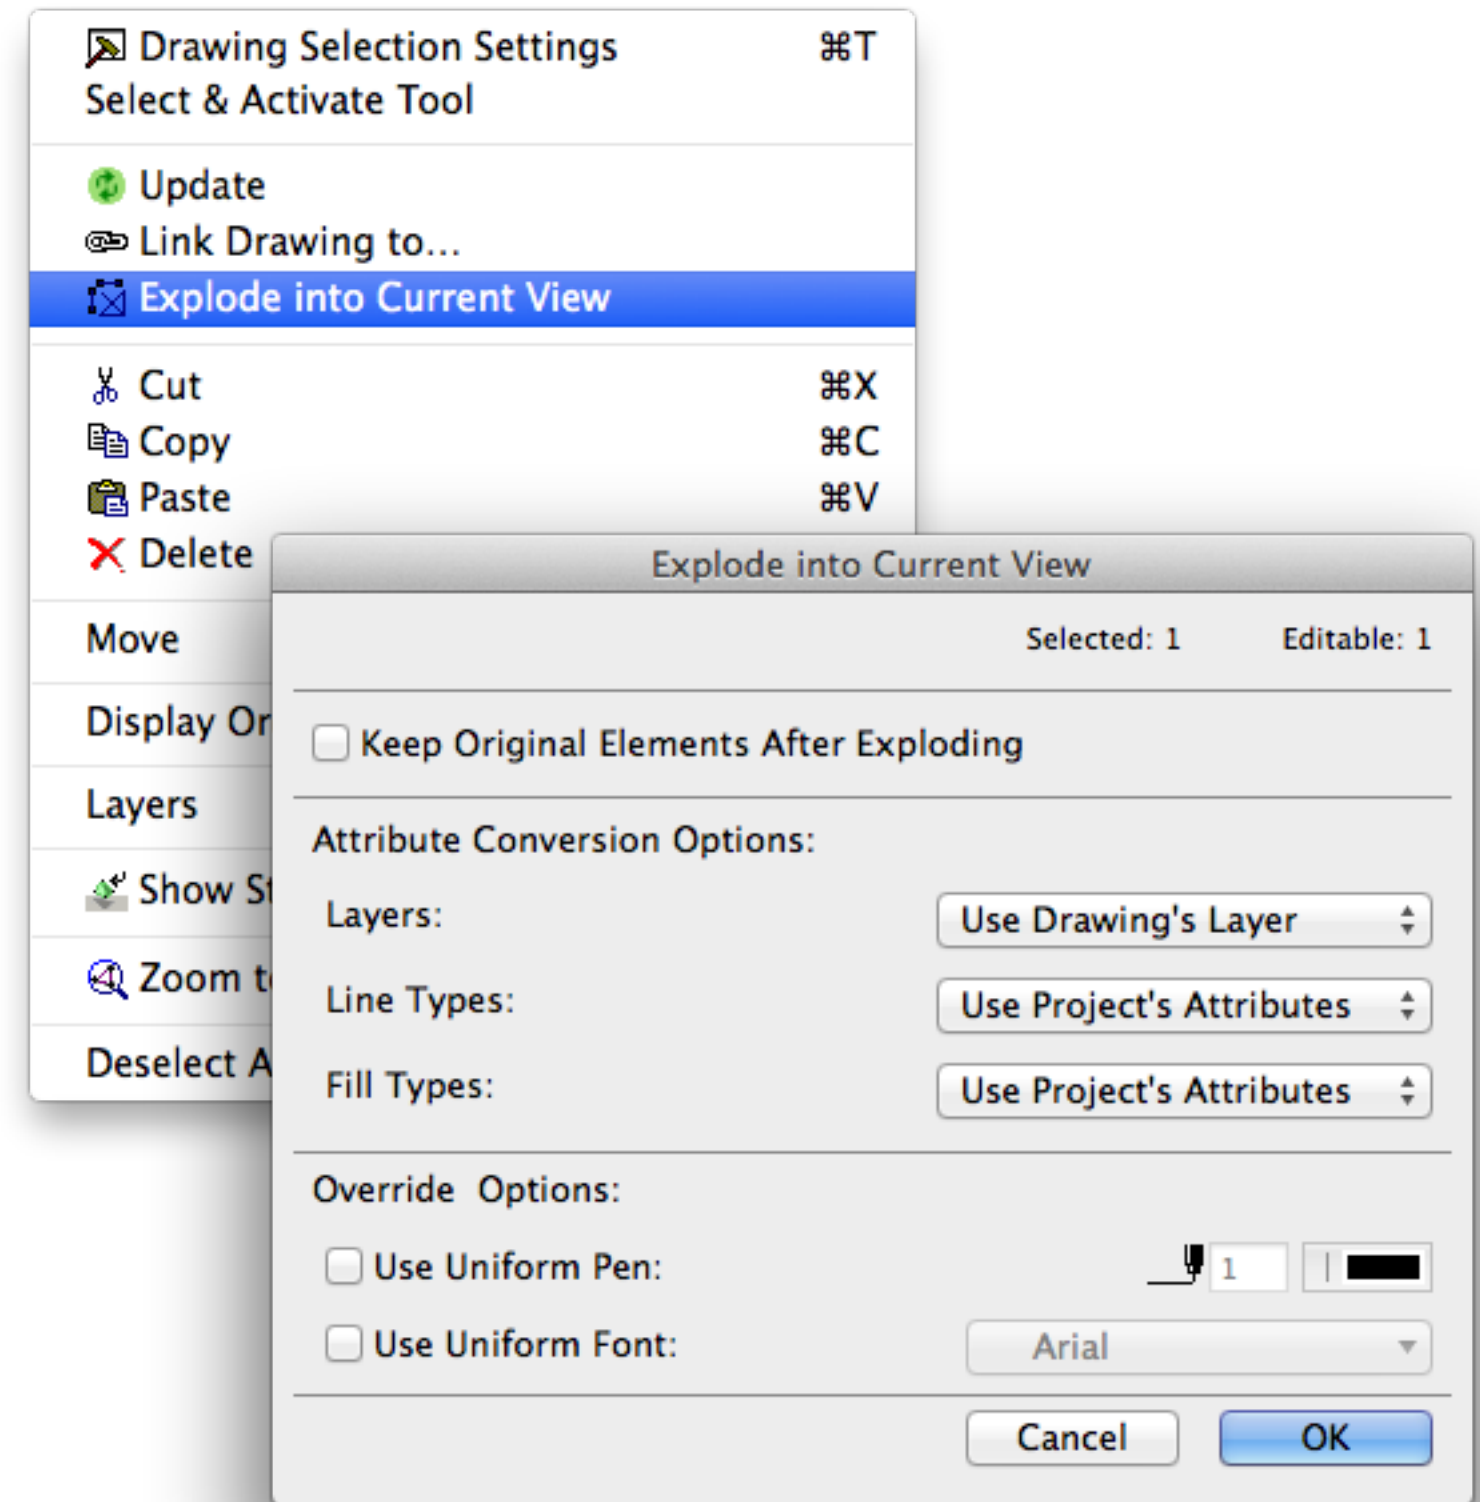 Drawing Selection Settings ⌘T
Select & Activate Tool
Update
Link Drawing to...
Explode into Current View
Cut ⌘X
Copy ⌘C
Paste ⌘V
Delete
Move
Display Or
Layers
Show St
Zoom to
Deselect A
Explode into Current View
Selected: 1 Editable: 1
Keep Original Elements After Exploding
Attribute Conversion Options:
Layers: Use Drawing's Layer
Line Types: Use Project's Attributes
Fill Types: Use Project's Attributes
Override Options:
Use Uniform Pen: 1
Use Uniform Font: Arial
Cancel OK